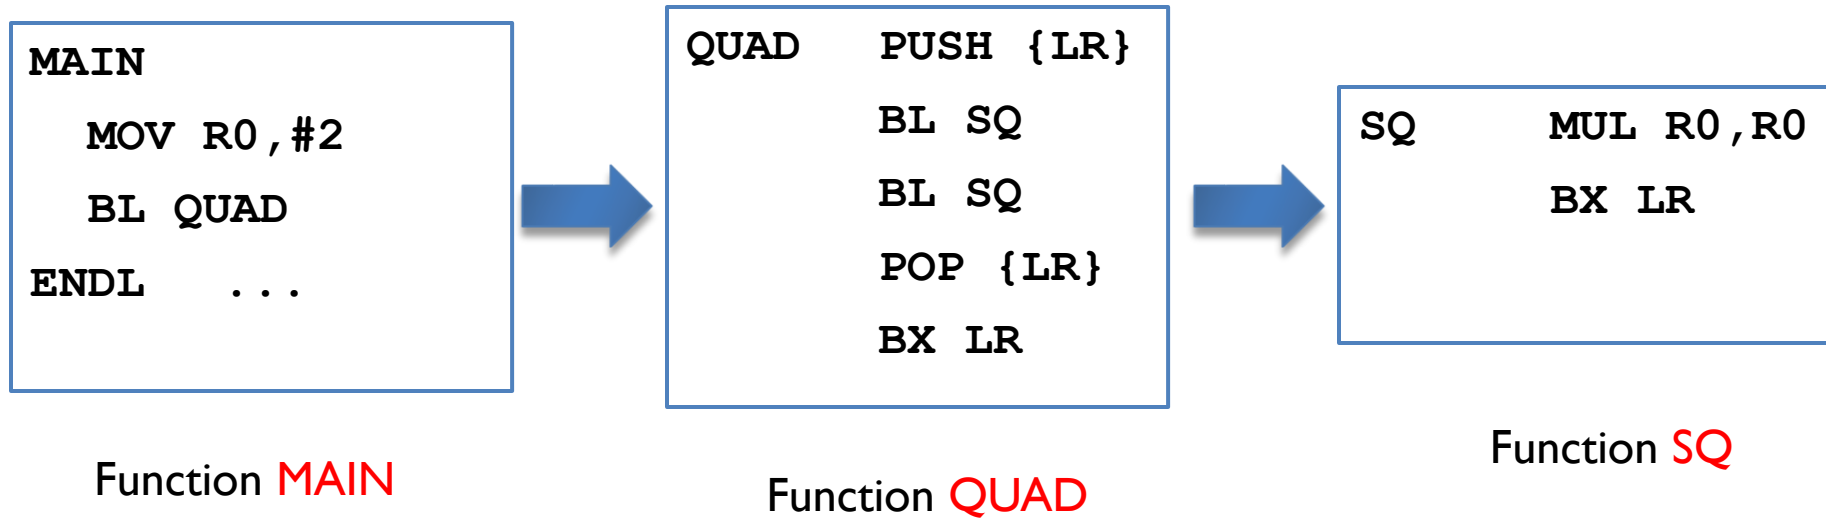 MAIN
MOV R0,#2
BL QUAD
ENDL ...
Function MAIN
QUAD PUSH {LR}
BL SQ
BL SQ
POP {LR}
BX LR
Function QUAD
SQ MUL R0,R0
BX LR
Function SQ